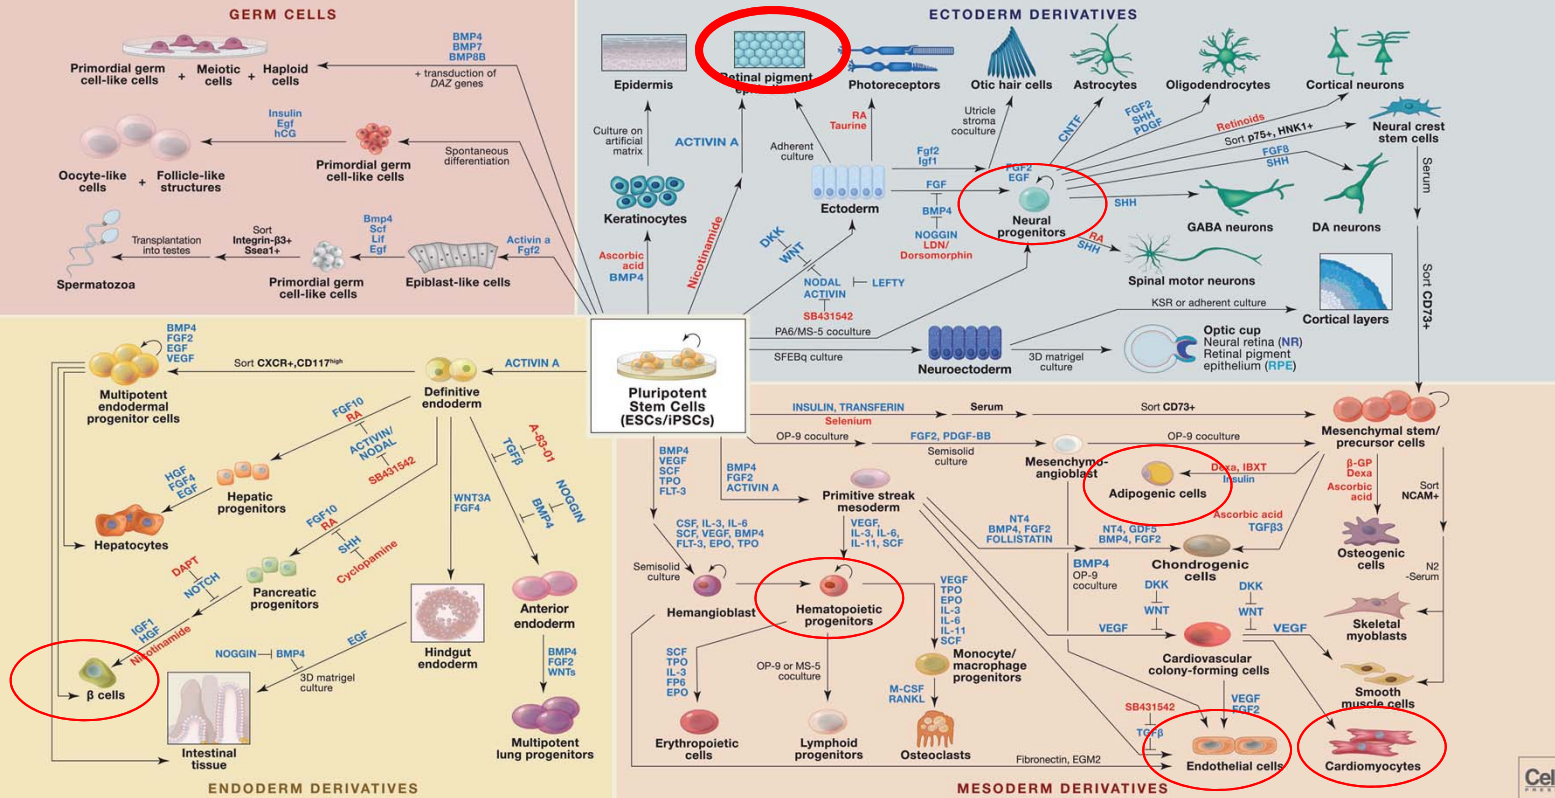 GERM CELLS
BMP4
BMP7
BMP8B
+ transduction of
DAZ genes
Primordial germ
cell-like cells
+
Meiotic
cells
+
Haploid
cells
Insulin
Egf
hCG
Spontaneous
differentiation
Primordial germ
cell-like cells
Oocyte-like
cells
+
Follicle-like
structures
Bmp4
Scf
Lif
Egf
Activin a
Fgf2
Transplantation
into testes
Sort
Integrin-β3+
Ssea1+
Spermatozoa
Primordial germ
cell-like cells
Epiblast-like cells
ECTODERM DERIVATIVES
Epidermis
Retinal pigment
Photoreceptors
Otic hair cells
Astrocytes
Oligodendrocytes
Cortical neurons
Culture on
artificial
matrix
ACTIVIN A
Adherent
culture
RA
Taurine
Utricle
stroma
coculture
CNTF
FGF2
SHH
PDGF
Retinoids
Sort p75+, HNK1+
Neural crest
stem cells
Fgf2
Igf1
FGF2
EGF
FGF8
SHH
Serum
Keratinocytes
Ectoderm
FGF
BMP4
NOGGIN
LDN/
Dorsomorphin
Neural
progenitors
SHH
GABA neurons
DA neurons
Ascorbic
acid
BMP4
Nicotinamide
DKK
WNT
NODAL
ACTIVIN
LEFTY
SB431542
RA
SHH
Spinal motor neurons
Sort CD73+
KSR or adherent culture
Cortical layers
PA6/MS-5 coculture
SFEBq culture
Neuroectoderm
3D matrigel
culture
Optic cup
Neural retina (NR)
Retinal pigment
epithelium (RPE)
Pluripotent
Stem Cells
(ESCs/iPSCs)
BMP4
FGF2
EGF
VEGF
Sort CXCR+,CD117high
ACTIVIN A
Multipotent
endodermal
progenitor cells
Definitive
endoderm
FGF10
RA
ACTIVIN/
NODAL
SB431542
A-83-01
TGFβ
HGF
FGF4
EGF
Hepatic
progenitors
WNT3A
FGF4
NOGGIN
BMP4
Hepatocytes
FGF10
RA
SHH
Cyclopamine
DAPT
NOTCH
Pancreatic
progenitors
Anterior
endoderm
IGF1
HGF
Nicotinamide
EGF
Hindgut
endoderm
NOGGIN
BMP4
3D matrigel
culture
BMP4
FGF2
WNTs
β cells
Intestinal
tissue
Multipotent
lung progenitors
ENDODERM DERIVATIVES
INSULIN, TRANSFERIN
Selenium
Serum
Sort CD73+
OP-9 coculture
FGF2, PDGF-BB
Semisolid
culture
OP-9 coculture
Mesenchymal stem/
precursor cells
BMP4
VEGF
SCF
TPO
FLT-3
BMP4
FGF2
ACTIVIN A
Mesenchymo-
angioblast
Dexa, IBXT
Insulin
Adipogenic cells
β-GP
Dexa
Ascorbic
acid
Sort
NCAM+
Primitive streak
mesoderm
CSF, IL-3, IL-6
SCF, VEGF, BMP4
FLT-3, EPO, TPO
VEGF,
IL-3, IL-6,
IL-11, SCF
NT4
BMP4, FGF2
FOLLISTATIN
NT4, GDF5
BMP4, FGF2
Ascorbic acid
TGFβ3
Osteogenic
cells
Semisolid
culture
BMP4
OP-9
coculture
Chondrogenic
cells
N2
-Serum
Hemangioblast
Hematopoietic
progenitors
VEGF
TPO
EPO
IL-3
IL-6
IL-11
SCF
DKK
WNT
DKK
WNT
Skeletal
myoblasts
VEGF
VEGF
SCF
TPO
IL-3
FP6
EPO
OP-9 or MS-5
coculture
Monocyte/
macrophage
progenitors
Cardiovascular
colony-forming cells
Smooth
muscle cells
M-CSF
RANKL
SB431542
TGFβ
VEGF
FGF2
Erythropoietic
cells
Lymphoid
progenitors
Osteoclasts
Fibronectin, EGM2
Endothelial cells
Cardiomyocytes
MESODERM DERIVATIVES